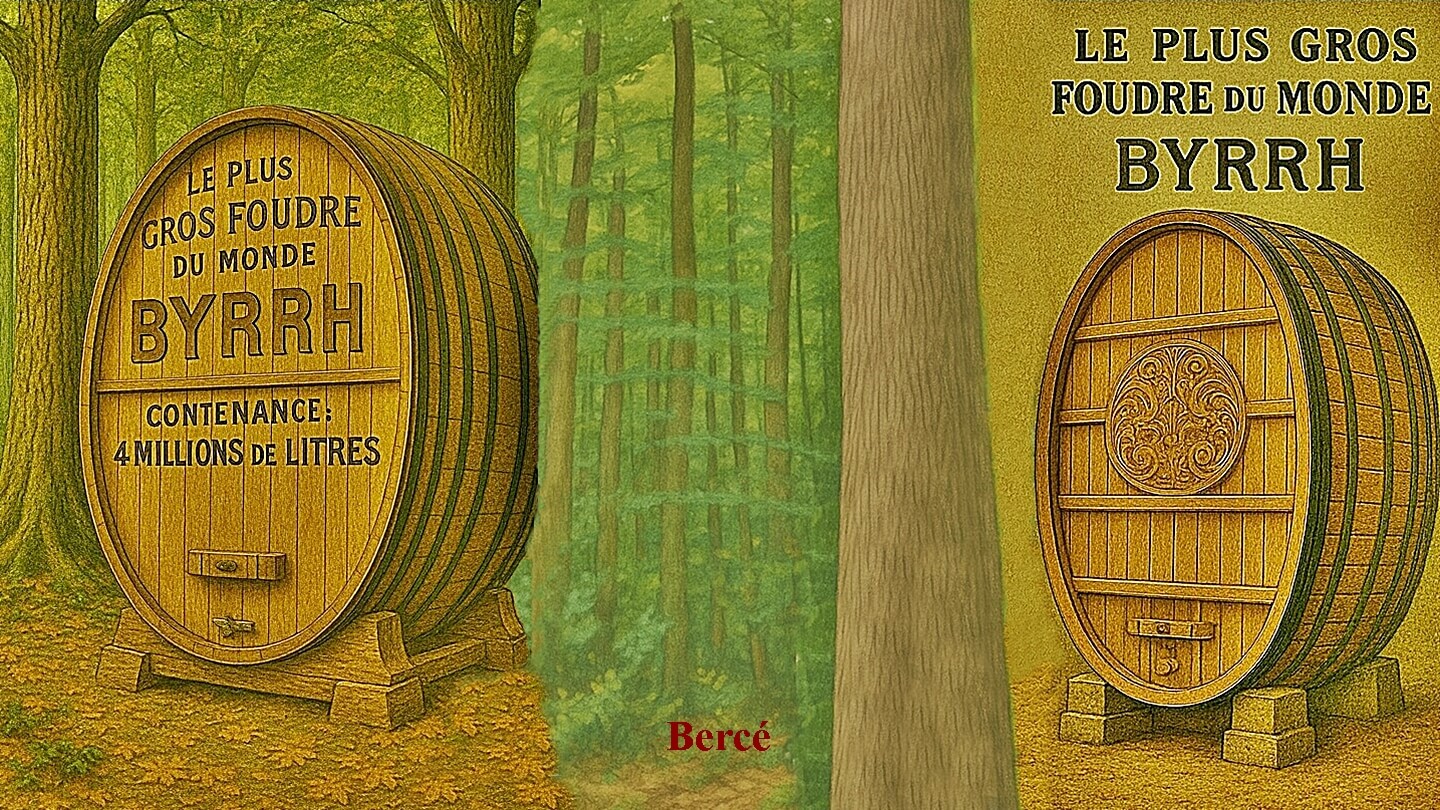 LE PLUS
GROS FOUDRE
DU MONDE
BYRRH
CONTENANCE:
4 MILLIONS DE LITRES
Bercé
LE PLUS GROS
FOUDRE DU MONDE
BYRRH